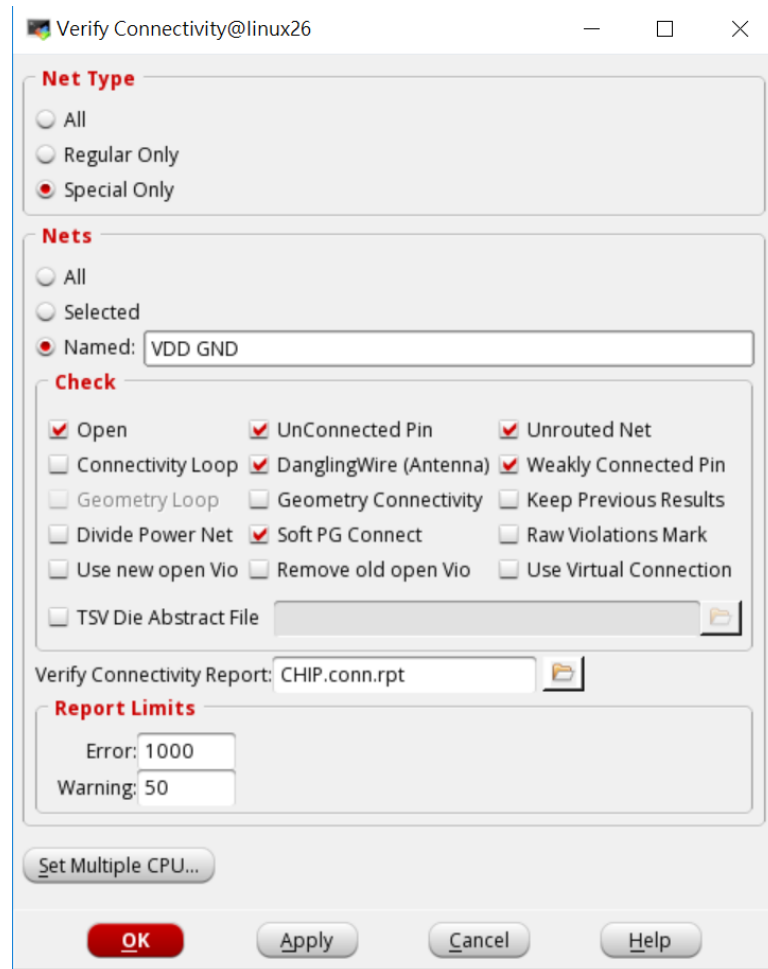 Verify Connectivity@linux26
Net Type
All
Regular Only
Special Only
Nets
All
Selected
Named: VDD GND
Check
Open UnConnected Pin Unrouted Net
Connectivity Loop DanglingWire (Antenna) Weakly Connected Pin
Geometry Loop Geometry Connectivity Keep Previous Results
Divide Power Net Soft PG Connect Raw Violations Mark
Use new open Vio Remove old open Vio Use Virtual Connection
TSV Die Abstract File
Verify Connectivity Report: CHIP.conn.rpt
Report Limits
Error: 1000
Warning: 50
Set Multiple CPU...
OK Apply Cancel Help